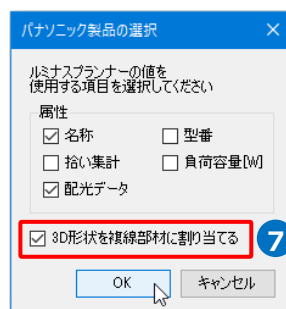 パナソニック製品の選択
ルミナスプランナーの値を
使用する項目を選択してください
属性
名称 型番
拾い集計 負荷容量[W]
配光データ
3D形状を複線部材に割り当てる 7
OK キャンセル